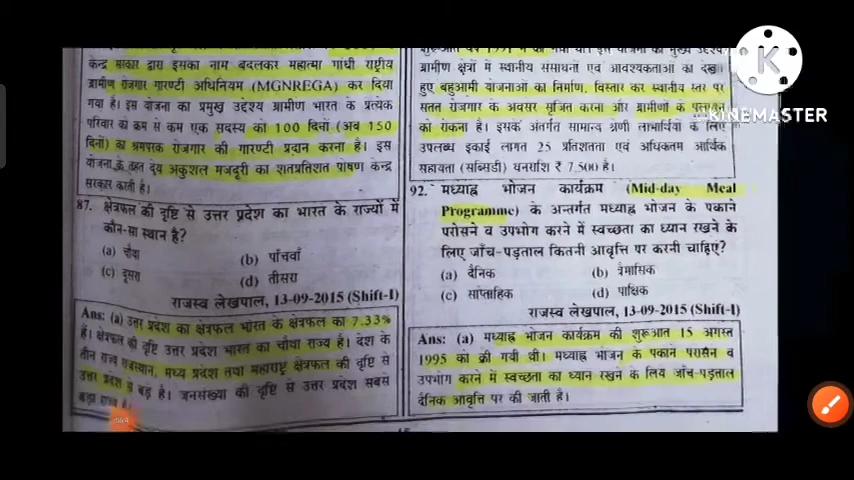 केन्द्र सरकार द्वारा इसका नाम बदलकर महात्मा गांधी राष्ट्रीय
ग्रामीण रोजगार गारण्टी अधिनियम (MGNREGA) कर दिया
गया है। इस योजना का प्रमुख उद्देश्य ग्रामीण भारत के प्रत्येक
परिवार को कम से कम एक सदस्य को 100 दिनों (अब 150
दिनों) का श्रमपरक रोजगार की गारण्टी प्रदान करना है। इस
योजना के तहत देय अकुशल मजदूरी का शतप्रतिशत पोषण केन्द्र
सरकार करती है।
87. क्षेत्रफल की दृष्टि से उत्तर प्रदेश का भारत के राज्यों में
कौन-सा स्थान है?
(a) चौथा (b) पाँचवाँ
(c) दूसरा (d) तीसरा
राजस्व लेखपाल, 13-09-2015 (Shift-I)
Ans: (a) उत्तर प्रदेश का क्षेत्रफल भारत के क्षेत्रफल का 7.33%
है। क्षेत्रफल की दृष्टि उत्तर प्रदेश भारत का चौथा राज्य है। देश के
तीन राज्य राजस्थान, मध्य प्रदेश तथा महाराष्ट्र क्षेत्रफल की दृष्टि से
उत्तर प्रदेश से बड़े है। जनसंख्या की दृष्टि से उत्तर प्रदेश सबसे
बड़ा राज्य है।
ग्रामीण क्षेत्रों में स्थानीय संसाधनों एवं आवश्यकताओं को देखते
हुए बहुआमी योजनाओं का निर्माण, विस्तार कर स्थानीय स्तर पर
सतत रोजगार के अवसर सृजित करना और ग्रामीणों के पलायन
को रोकना है। इसके अंतर्गत सामान्य श्रेणी लाभार्थियों के लिए
उपलब्ध इकाई लागत 25 प्रतिशतता एवं अधिकतम आर्थिक
सहायता (सब्सिडी) धनराशि ₹ 7,500 है।
92. मध्याह्न भोजन कार्यक्रम (Mid-day Meal
Programme) के अन्तर्गत मध्याह्न भोजन के पकाने
परोसने व उपभोग करने में स्वच्छता का ध्यान रखने के
लिए जाँच-पड़ताल कितनी आवृत्ति पर करनी चाहिए?
(a) दैनिक (b) त्रैमासिक
(c) साप्ताहिक (d) पाक्षिक
राजस्व लेखपाल, 13-09-2015 (Shift-I)
Ans: (a) मध्याह्न भोजन कार्यक्रम की शुरूआत 15 अगस्त
1995 को की गयी थी। मध्याह्न भोजन के पकाने परोसने व
उपभोग करने में स्वच्छता का ध्यान रखने के लिये जाँच-पड़ताल
दैनिक आवृत्ति पर की जाती है।
K
KINEMASTER